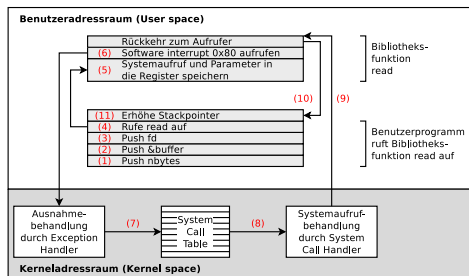 Benutzeradressraum (User space)
Rückkehr zum Aufrufer
(6) Software interrupt 0x80 aufrufen
(5) Systemaufruf und Parameter in
die Register speichern
Bibliotheks-
funktion
read
(10)
(9)
(11) Erhöhe Stackpointer
(4) Rufe read auf
(3) Push fd
(2) Push &buffer
(1) Push nbytes
Benutzerprogramm
ruft Bibliotheks-
funktion read auf
Ausnahme-
behandlung
durch Exception
Handler
(7)
System
Call
Table
(8)
Systemaufruf-
behandlung
durch System
Call Handler
Kerneladressraum (Kernel space)